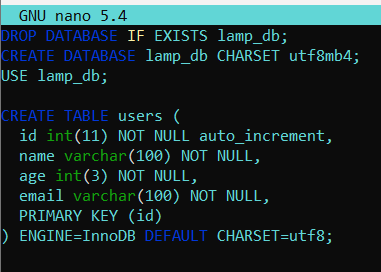 GNU nano 5.4
DROP DATABASE IF EXISTS lamp_db;
CREATE DATABASE lamp_db CHARSET utf8mb4;
USE lamp_db;
CREATE TABLE users (
id int(11) NOT NULL auto_increment,
name varchar(100) NOT NULL,
age int(3) NOT NULL,
email varchar(100) NOT NULL,
PRIMARY KEY (id)
) ENGINE=InnoDB DEFAULT CHARSET=utf8;